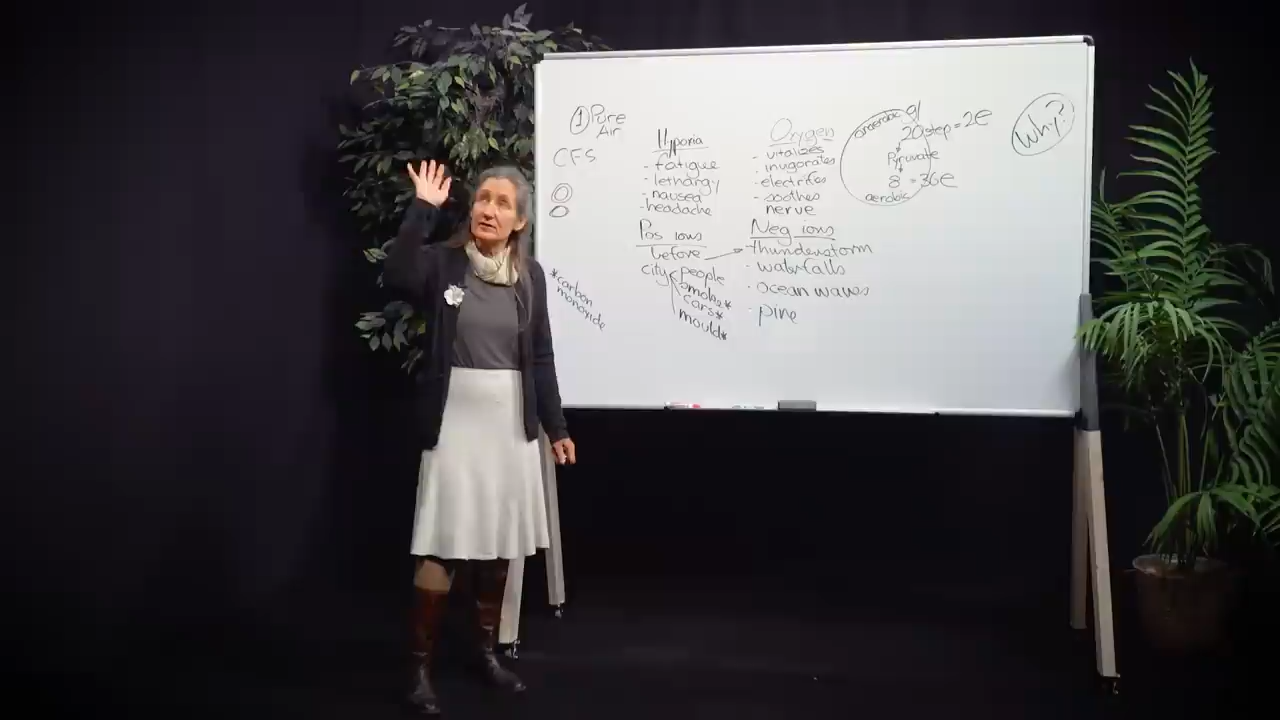 ① Pure
Air
CFS
*carbon
monoxide
Hypoxia
- fatigue
- lethargy
- nausea
- headache
Pos ions
before
city people
smoke*
cars*
mould*
Oxygen
- vitalizes
- invigorates
- electrifies
- soothes
nerve
Neg ions
thunderstorm
- waterfalls
- ocean waves
- pine
anaerobic gl
20 step = 2e
Pyruvate
8 = 36e
aerobic
Why?